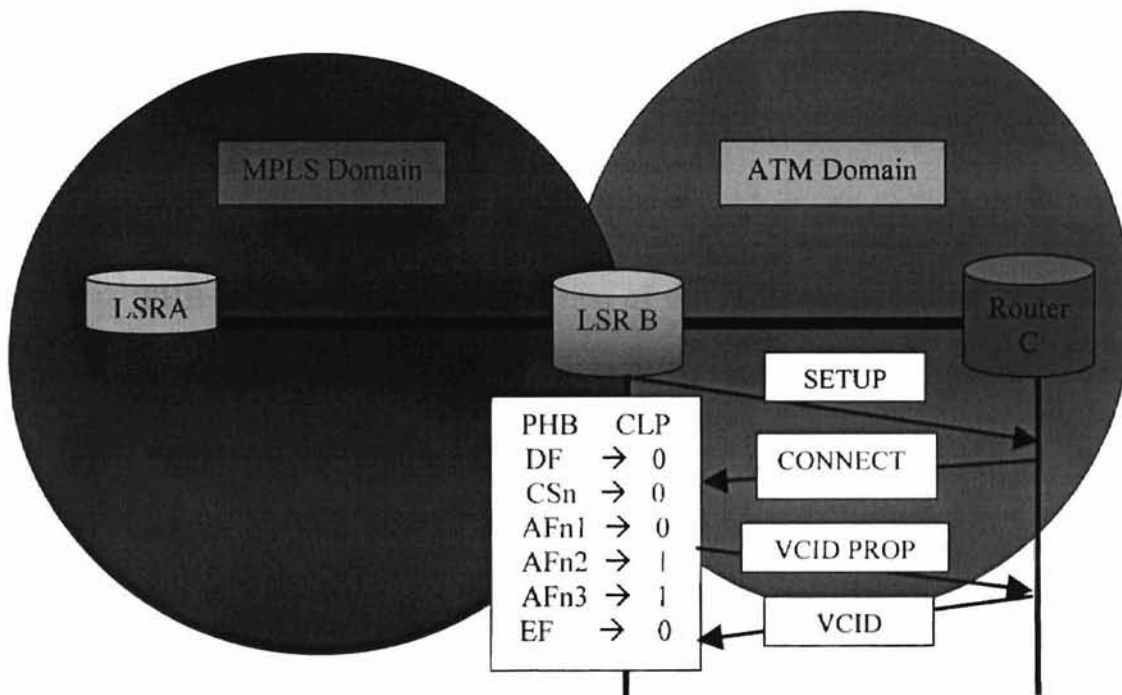 MPLS Domain
ATM Domain
LSRA
LSR B
Router
C
SETUP
PHB CLP
DF → 0
CSn → 0
AFn1 → 0
AFn2 → 1
AFn3 → 1
EF → 0
CONNECT
VCID PROP
VCID